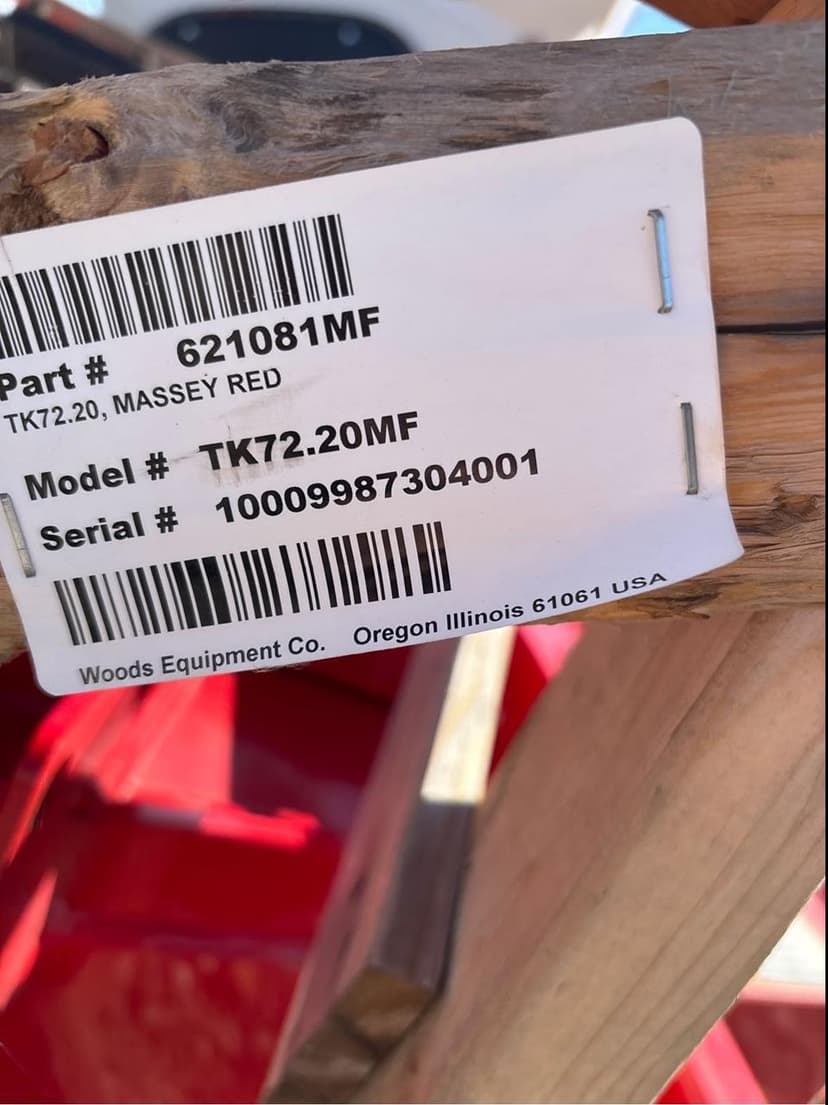 Part # 621081MF
TK72.20, MASSEY RED
Model # TK72.20MF
Serial # 10009987304001
Woods Equipment Co. Oregon Illinois 61061 USA